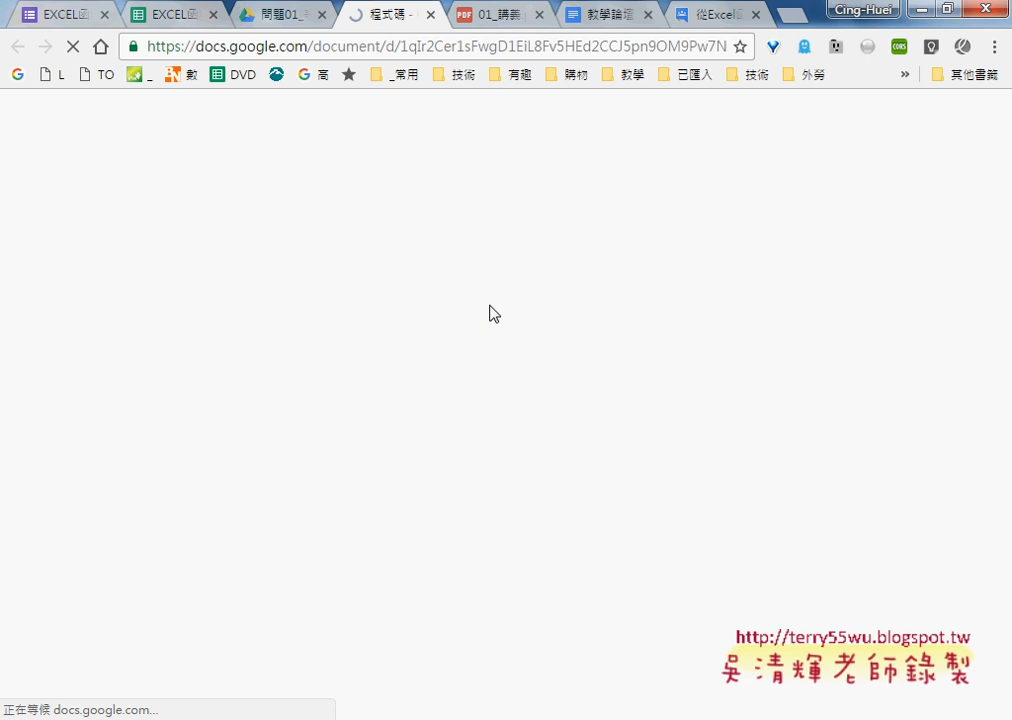 EXCEL函
EXCEL函
問題01_
程式碼 -
01_講義
教學論壇
從Excel
Cing-Huei
https://docs.google.com/document/d/1qIr2Cer1sFwgD1EiL8Fv5HEd2CCJ5pn9OM9Pw7N
L
TO
_
數
DVD
高
_常用
技術
有趣
購物
教學
已匯入
技術
外勞
»
其他書籤
http://terry55wu.blogspot.tw
吳清輝老師錄製
正在等候 docs.google.com...